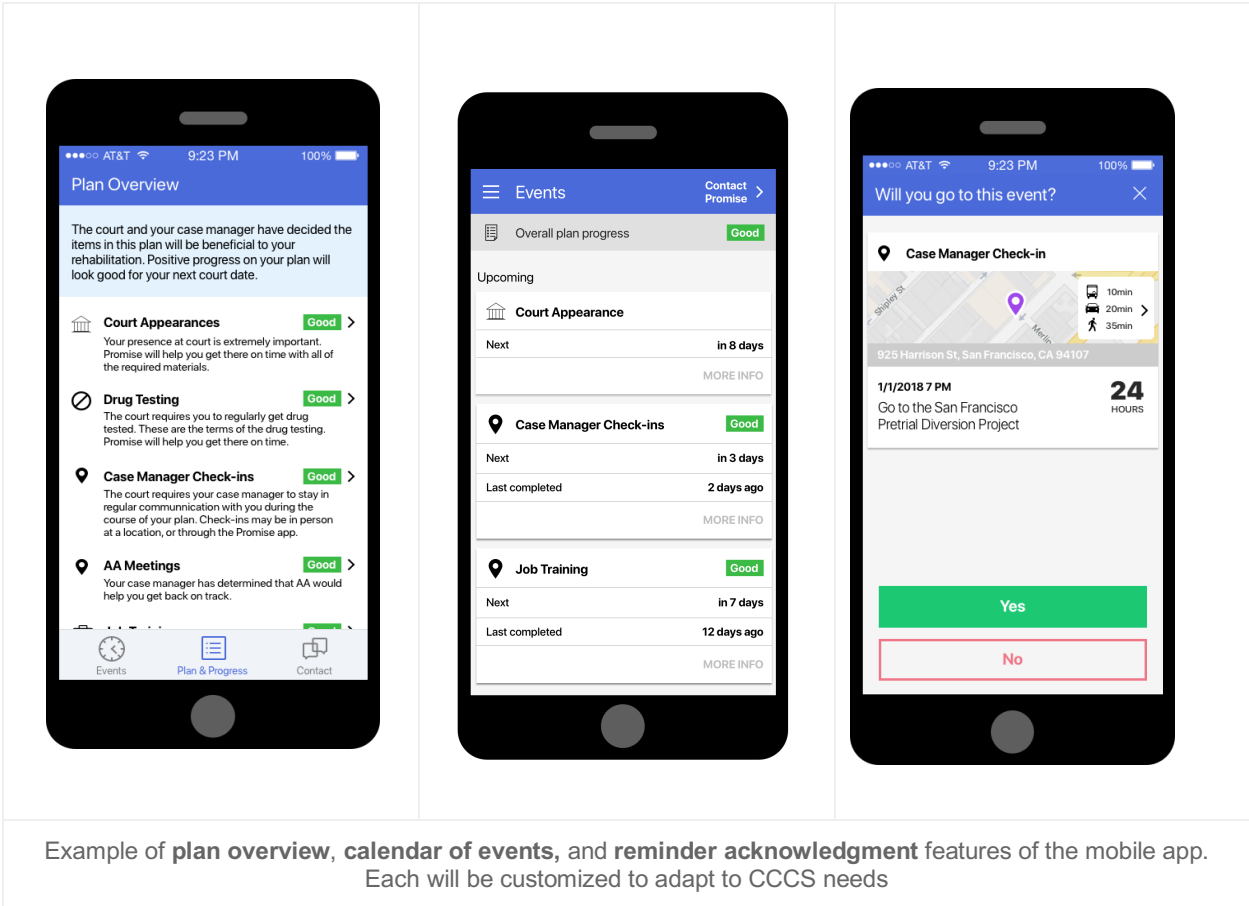 AT&T 9:23 PM 100%
Plan Overview
The court and your case manager have decided the
items in this plan will be beneficial to your
rehabilitation. Positive progress on your plan will
look good for your next court date.
Court Appearances Good
Your presence at court is extremely important.
Promise will help you get there on time with all of
the required materials.
Drug Testing Good
The court requires you to regularly get drug
tested. These are the terms of the drug testing.
Promise will help you get there on time.
Case Manager Check-ins Good
The court requires your case manager to stay in
regular communnication with you during the
course of your plan. Check-ins may be in person
at a location, or through the Promise app.
AA Meetings Good
Your case manager has determined that AA would
help you get back on track.
Events Plan & Progress Contact
Events
Contact
Promise
Overall plan progress Good
Upcoming
Court Appearance
Next in 8 days
MORE INFO
Case Manager Check-ins Good
Next in 3 days
Last completed 2 days ago
MORE INFO
Job Training Good
Next in 7 days
Last completed 12 days ago
MORE INFO
AT&T 9:23 PM 100%
Will you go to this event?
Case Manager Check-in
Shipley St
Merlin
10min
20min
35min
925 Harrison St, San Francisco, CA 94107
1/1/2018 7 PM
Go to the San Francisco
Pretrial Diversion Project
24
HOURS
Yes
No
Example of plan overview, calendar of events, and reminder acknowledgment features of the mobile app.
Each will be customized to adapt to CCCS needs